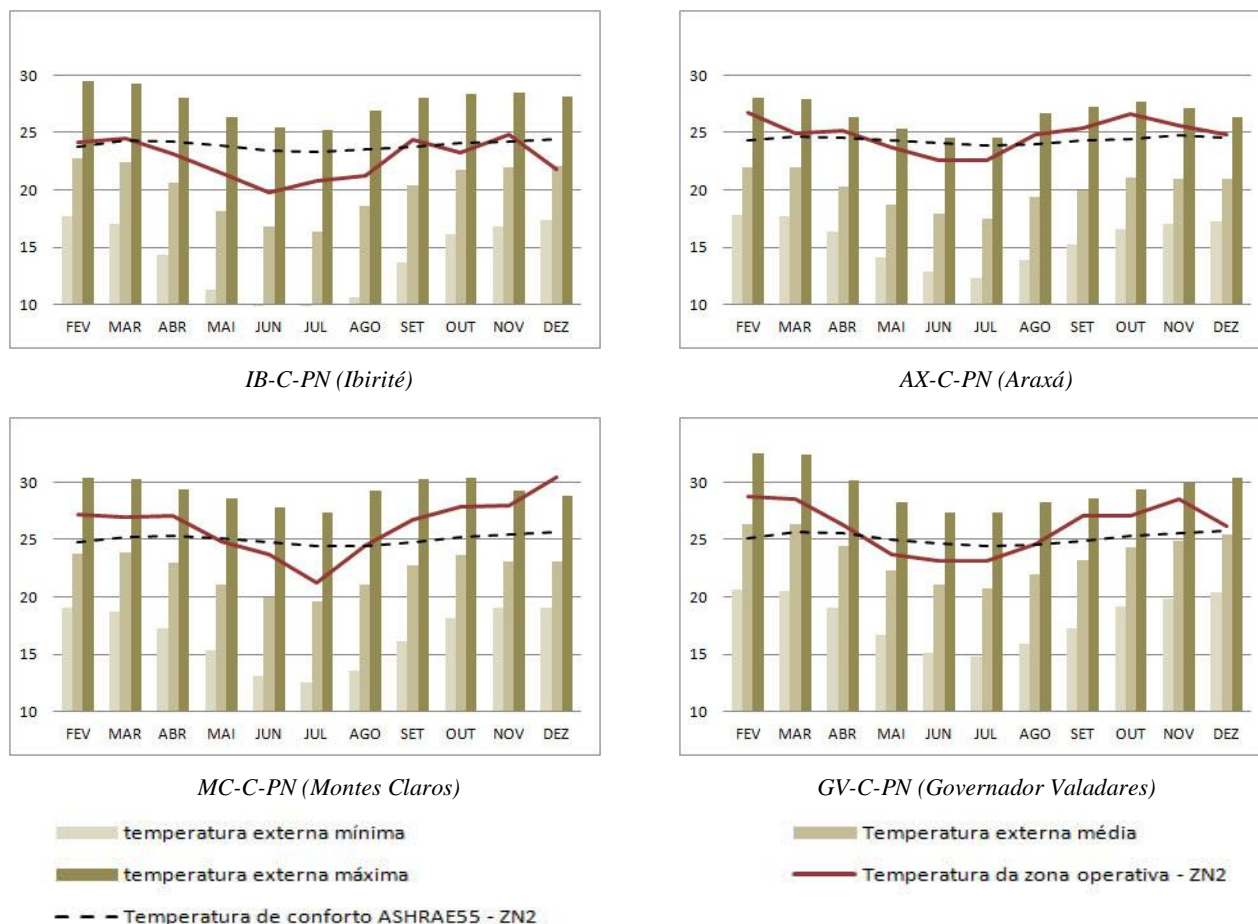 30
25
20
15
10
FEV MAR ABR MAI JUN JUL AGO SET OUT NOV DEZ
IB-C-PN (Ibirité)
30
25
20
15
10
FEV MAR ABR MAI JUN JUL AGO SET OUT NOV DEZ
AX-C-PN (Araxá)
30
25
20
15
10
FEV MAR ABR MAI JUN JUL AGO SET OUT NOV DEZ
MC-C-PN (Montes Claros)
30
25
20
15
10
FEV MAR ABR MAI JUN JUL AGO SET OUT NOV DEZ
GV-C-PN (Governador Valadares)
temperatura externa mínima
Temperatura externa média
temperatura externa máxima
Temperatura da zona operativa - ZN2
Temperatura de conforto ASHRAE55 - ZN2